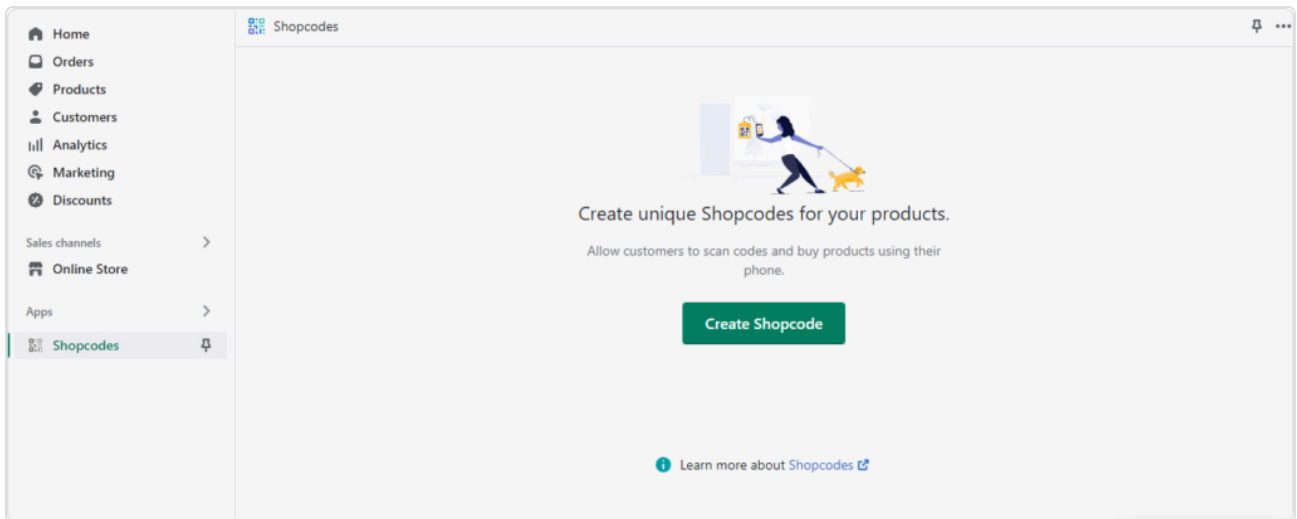 Home
Orders
Products
Customers
Analytics
Marketing
Discounts
Sales channels
Online Store
Apps
Shopcodes
Shopcodes
Create unique Shopcodes for your products.
Allow customers to scan codes and buy products using their
phone.
Create Shopcode
Learn more about Shopcodes